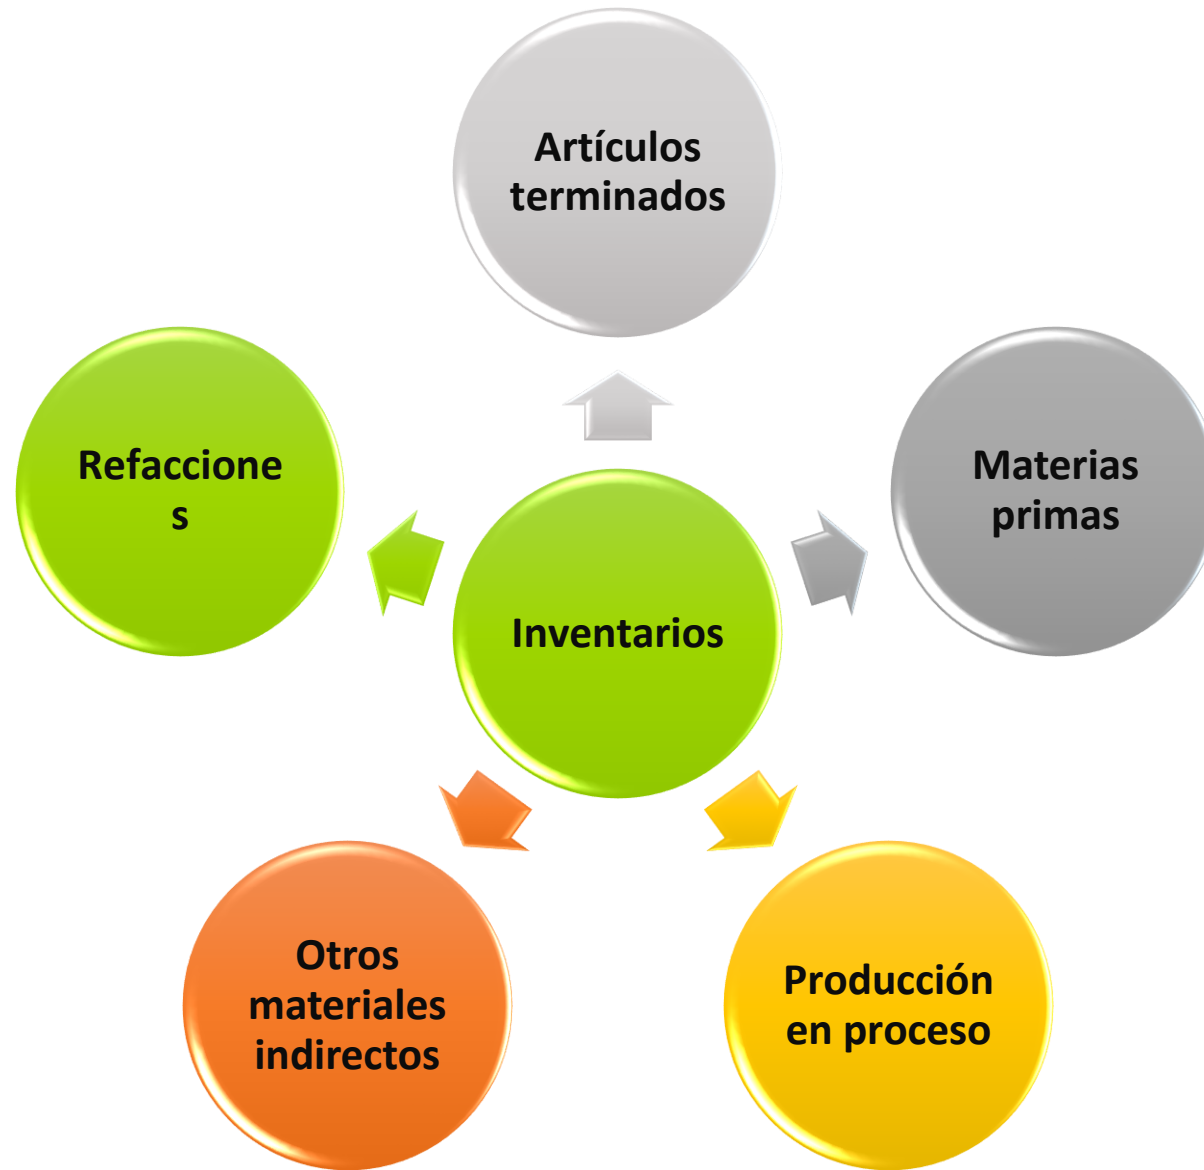 Artículos
terminados
Refaccione
s
Materias
primas
Inventarios
Otros
materiales
indirectos
Producción
en proceso